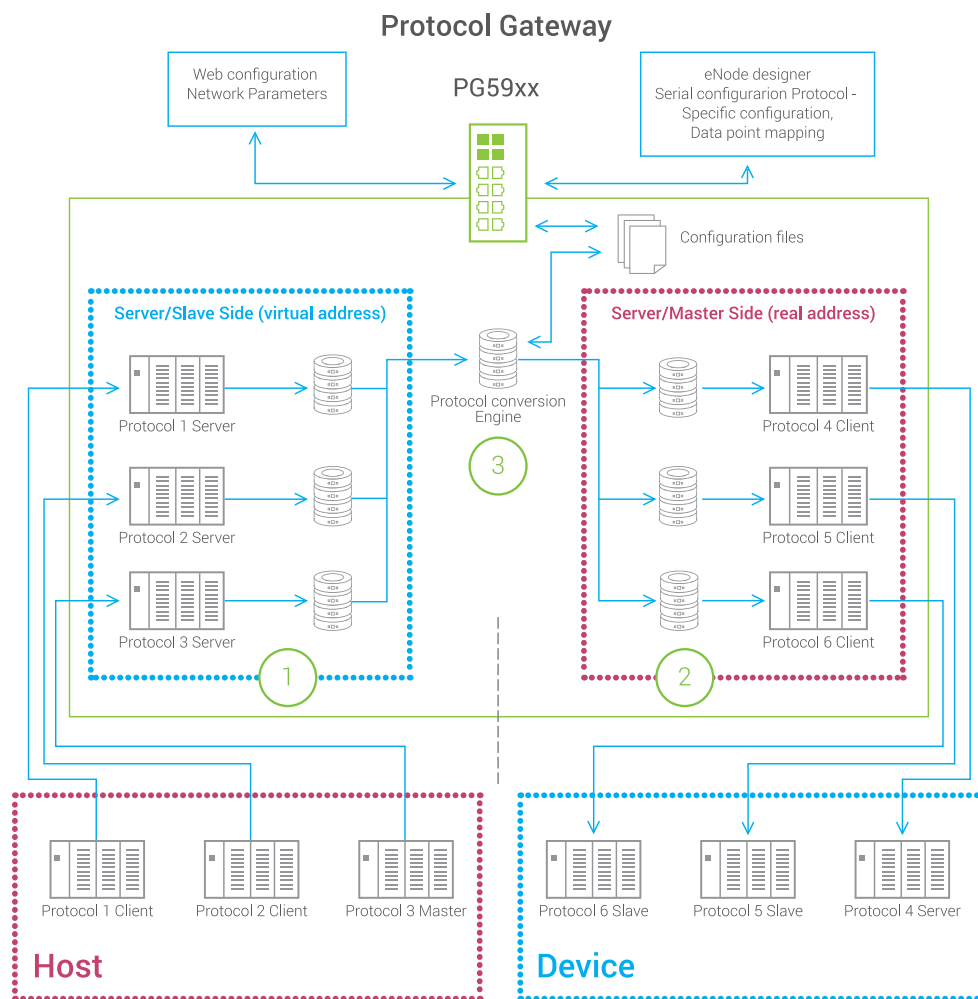 Protocol Gateway
Web configuration
Network Parameters
PG59xx
eNode designer
Serial configurarion Protocol -
Specific configuration,
Data point mapping
Configuration files
Server/Slave Side (virtual address)
Server/Master Side (real address)
Protocol 1 Server
Protocol conversion
Engine
Protocol 4 Client
3
Protocol 2 Server
Protocol 5 Client
Protocol 3 Server
Protocol 6 Client
1
2
Protocol 1 Client
Protocol 2 Client
Protocol 3 Master
Protocol 6 Slave
Protocol 5 Slave
Protocol 4 Server
Host
Device